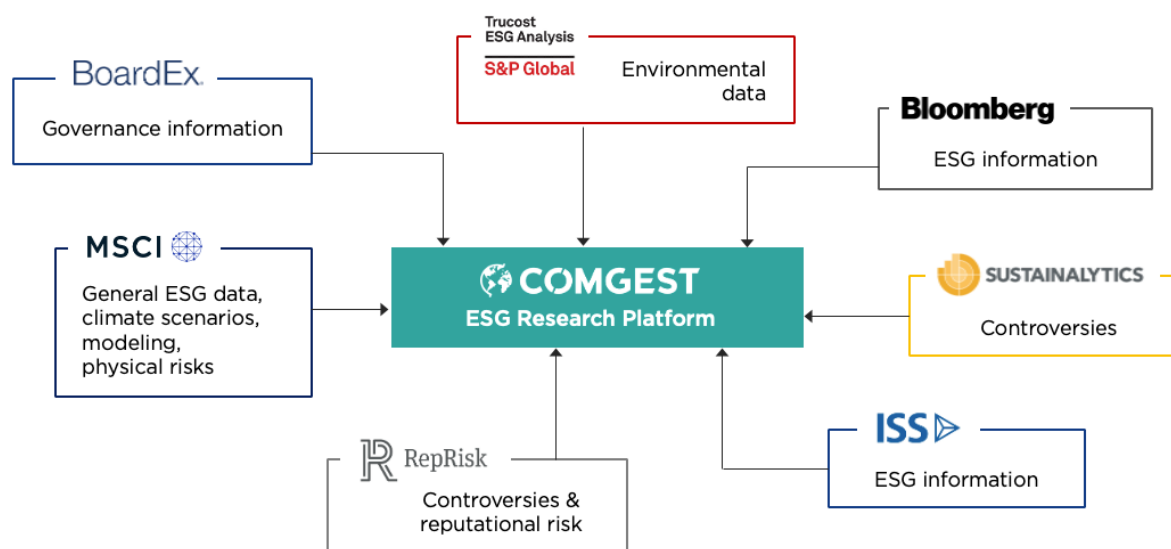 Trucost
ESG Analysis
S&P Global
Environmental
data
BoardEx.
Governance information
Bloomberg
ESG information
MSCI
General ESG data,
climate scenarios,
modeling,
physical risks
COMGEST
ESG Research Platform
SUSTAINALYTICS
Controversies
RepRisk
Controversies &
reputational risk
ISS
ESG information